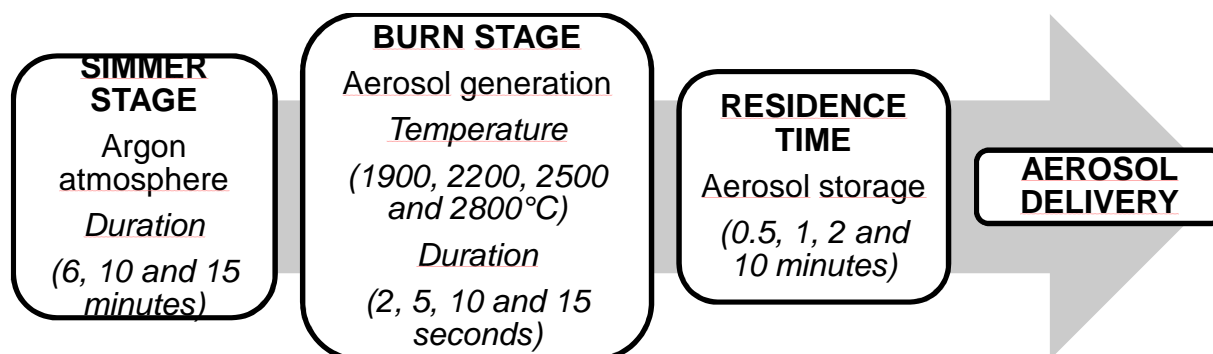 SIMMER
STAGE
Argon
atmosphere
Duration
(6, 10 and 15
minutes)
BURN STAGE
Aerosol generation
Temperature
(1900, 2200, 2500
and 2800°C)
Duration
(2, 5, 10 and 15
seconds)
RESIDENCE
TIME
Aerosol storage
(0.5, 1, 2 and
10 minutes)
AEROSOL
DELIVERY